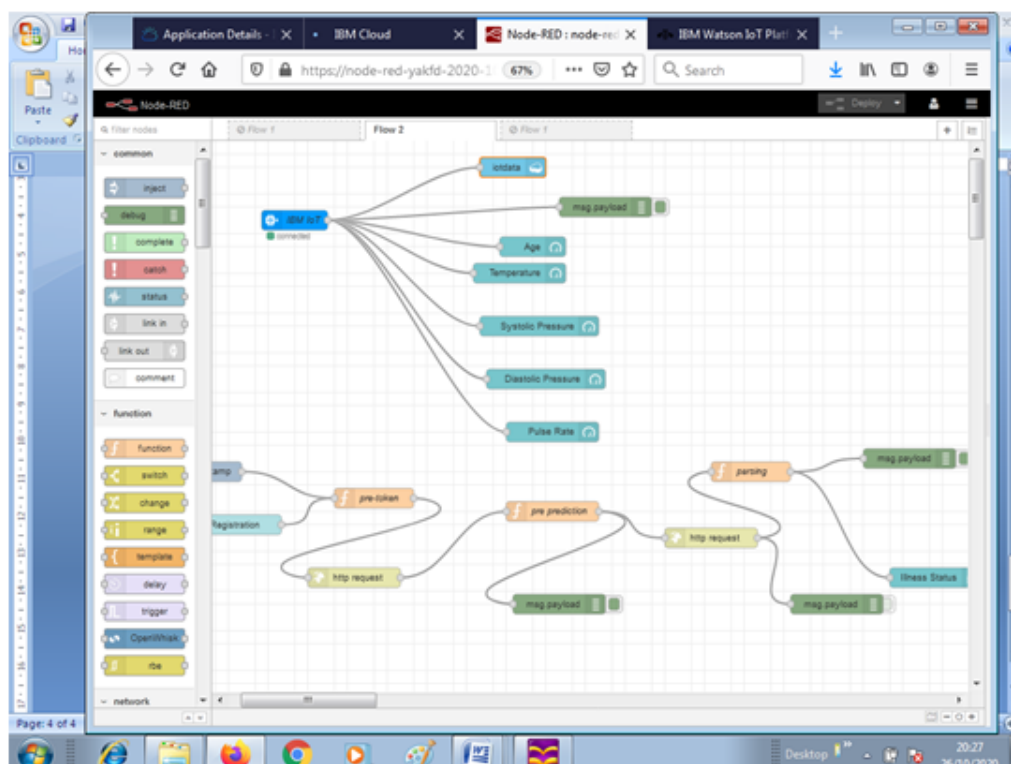 Application Details -
IBM Cloud
Node-RED : node-red
IBM Watson IoT Platf
Ho
Paste
Clipboard
https://node-red-yakfd-2020-1
67%
Search
Node-RED
Deploy
filter nodes
Flow 1
Flow 2
Flow 1
common
inject
debug
complete
catch
status
link in
link out
comment
function
function
switch
change
range
template
delay
trigger
OpenWhisk
rbe
network
iotdata
msg.payload
IBM IoT
connected
Age
Temperature
Systolic Pressure
Diastolic Pressure
Pulse Rate
msg.payload
amp
parsing
pre-token
pre prediction
Registration
http request
http request
Illness Status
msg.payload
msg.payload
Page: 4 of 4
Desktop
20:27
26/10/2020